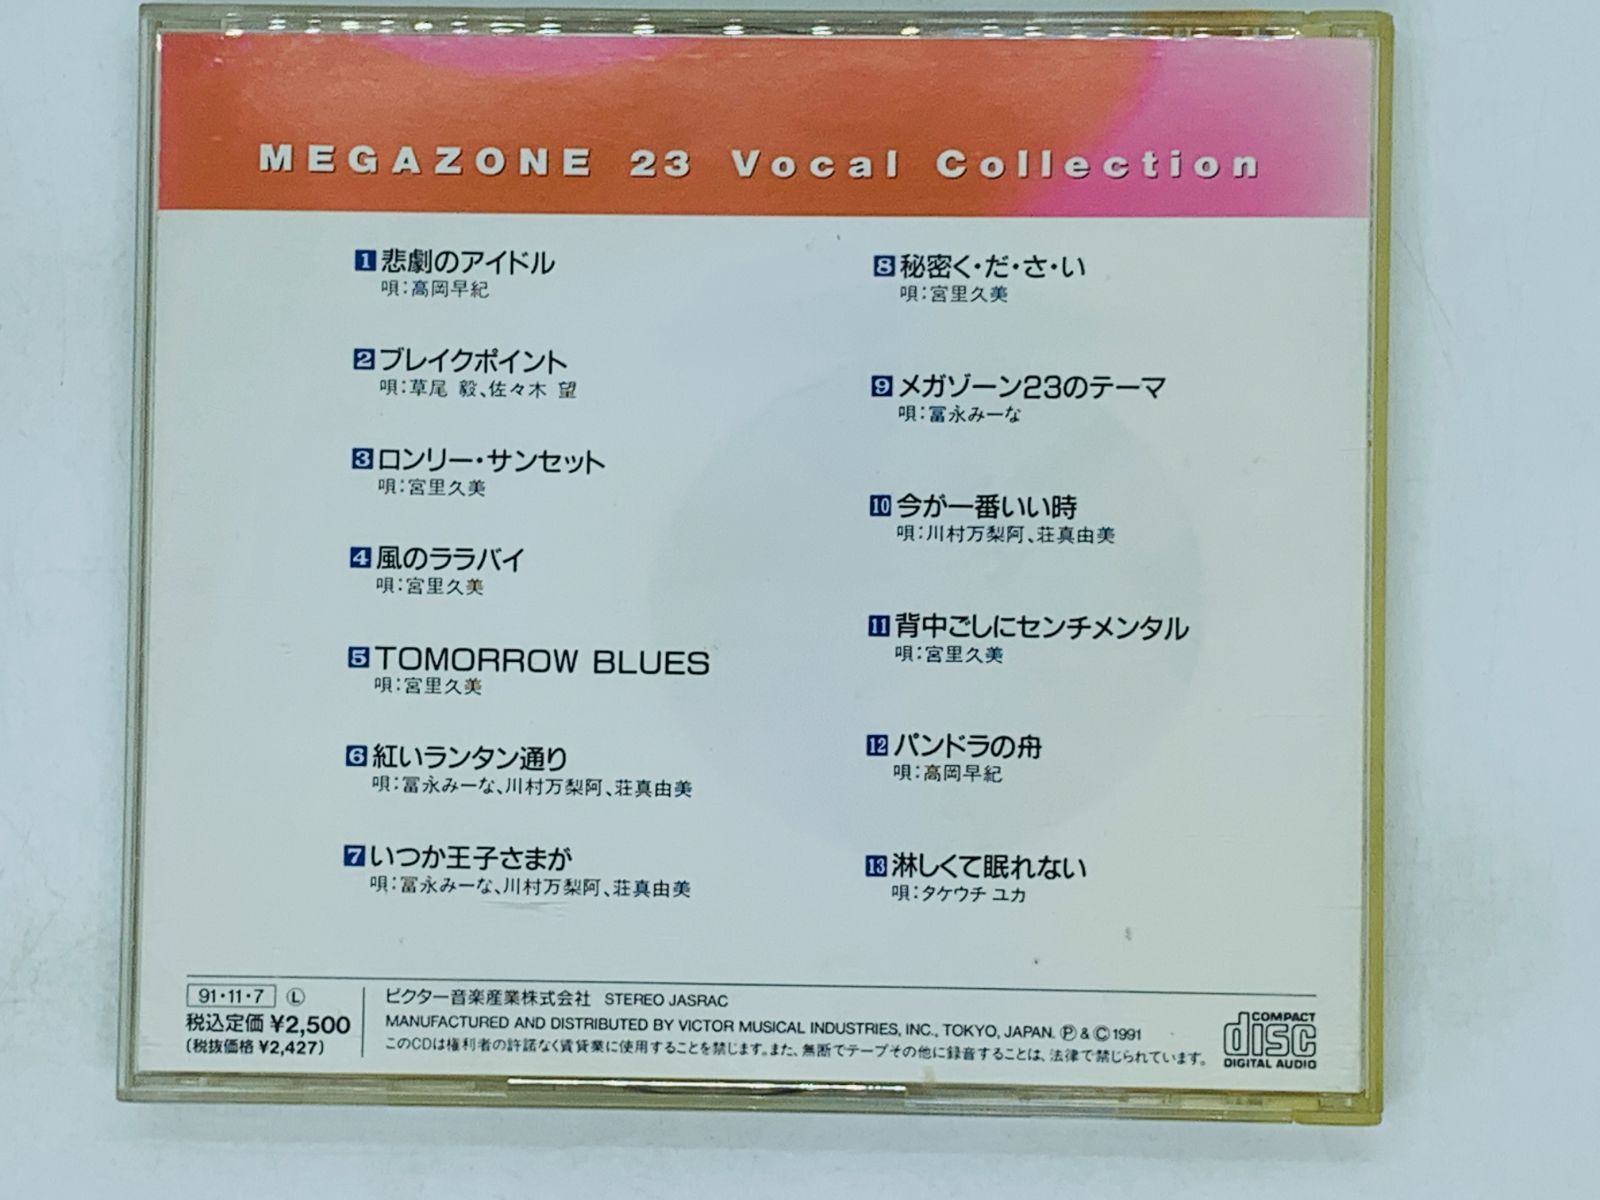 MEGAZONE 23 Vocal Collection
1 悲劇のアイドル
唄：高岡早紀
2 ブレイクポイント
唄：草尾 毅、佐々木 望
3 ロンリー・サンセット
唄：宮里久美
4 風のララバイ
唄：宮里久美
5 TOMORROW BLUES
唄：宮里久美
6 紅いランタン通り
唄：冨永みーな、川村万梨阿、荘真由美
7 いつか王子さまが
唄：冨永みーな、川村万梨阿、荘真由美
8 秘密く・だ・さ・い
唄：宮里久美
9 メガゾーン23のテーマ
唄：冨永みーな
10 今が一番いい時
唄：川村万梨阿、荘真由美
11 背中ごしにセンチメンタル
唄：宮里久美
12 パンドラの舟
唄：高岡早紀
13 淋しくて眠れない
唄：タケウチ ユカ
91・11・7 Ⓛ
税込定価 ¥2,500
(税抜価格 ¥2,427)
ビクター音楽産業株式会社 STEREO JASRAC
MANUFACTURED AND DISTRIBUTED BY VICTOR MUSICAL INDUSTRIES, INC., TOKYO, JAPAN. Ⓟ & Ⓒ 1991
このCDは権利者の許諾なく賃貸業に使用することを禁じます。また、無断でテープその他に録音することは、法律で禁じられています。
COMPACT
disc
DIGITAL AUDIO